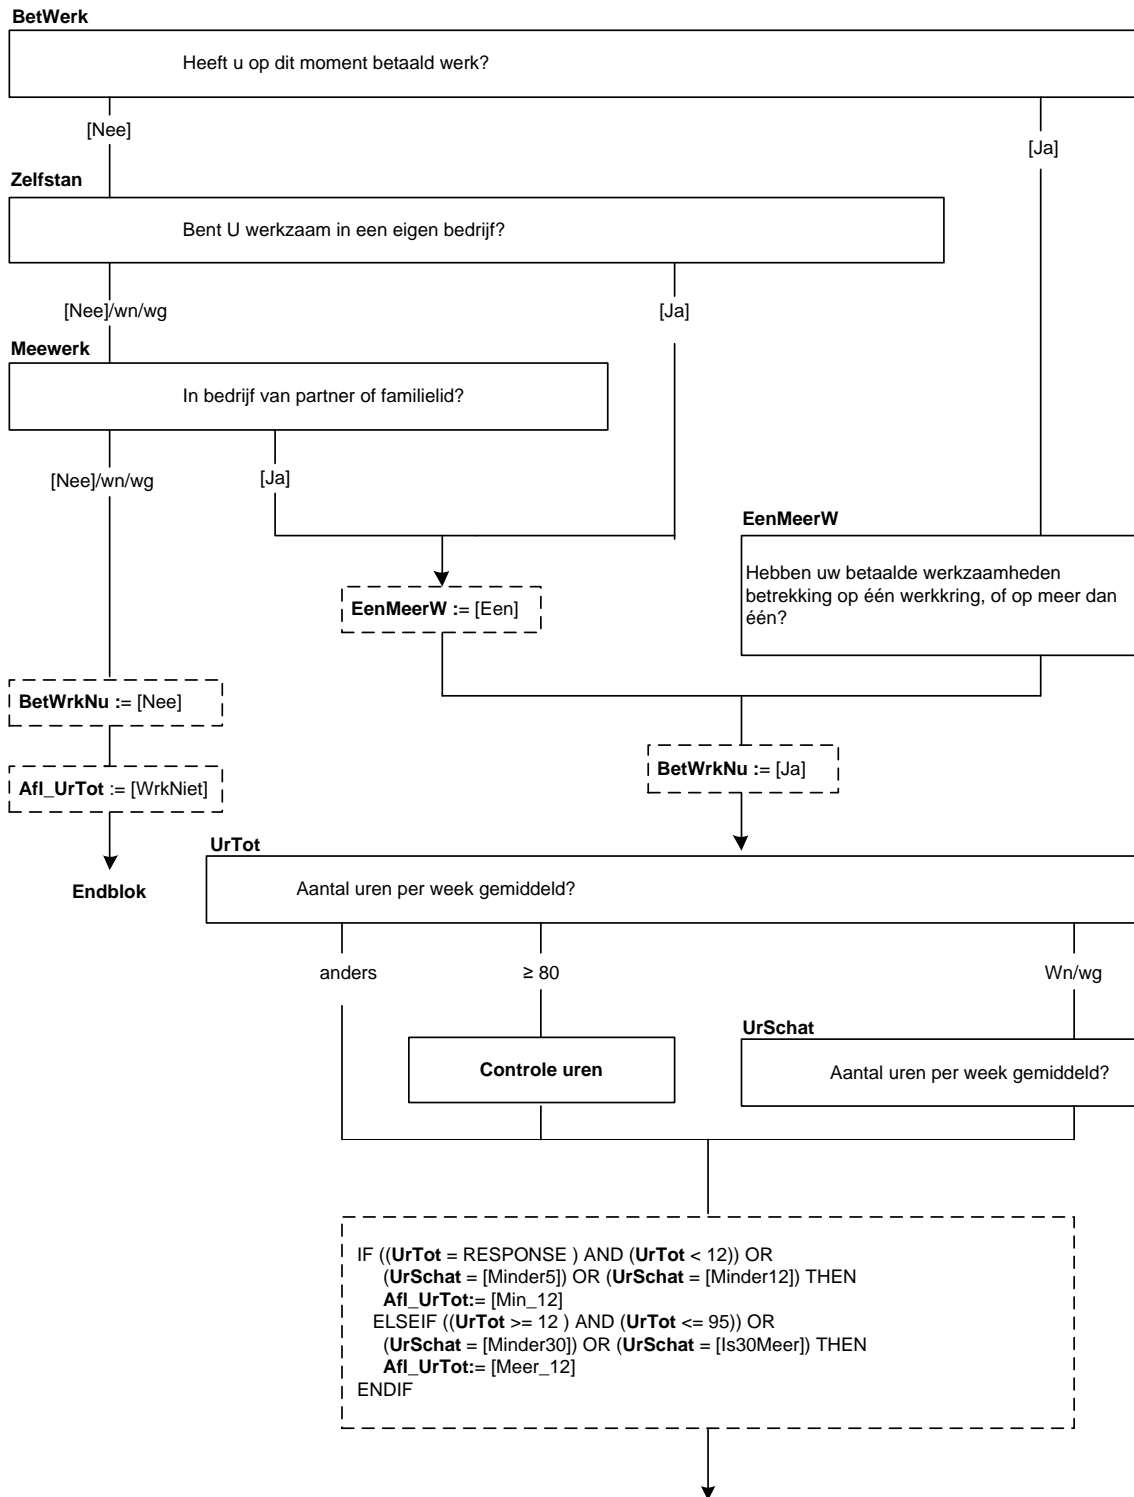 BetWerk
Heeft u op dit moment betaald werk?
[Nee]
[Ja]
Zelfstan
Bent U werkzaam in een eigen bedrijf?
[Nee]/wn/wg
[Ja]
Meewerk
In bedrijf van partner of familielid?
[Nee]/wn/wg
[Ja]
EenMeerW
Hebben uw betaalde werkzaamheden
betrekking op één werkkring, of op meer dan
één?
EenMeerW := [Een]
BetWrkNu := [Nee]
BetWrkNu := [Ja]
Afl_UrTot := [WrkNiet]
UrTot
Endblok
Aantal uren per week gemiddeld?
anders
≥ 80
Wn/wg
UrSchat
Controle uren
Aantal uren per week gemiddeld?
IF ((UrTot = RESPONSE ) AND (UrTot < 12)) OR
(UrSchat = [Minder5]) OR (UrSchat = [Minder12]) THEN
Afl_UrTot:= [Min_12]
ELSEIF ((UrTot >= 12 ) AND (UrTot <= 95)) OR
(UrSchat = [Minder30]) OR (UrSchat = [Is30Meer]) THEN
Afl_UrTot:= [Meer_12]
ENDIF